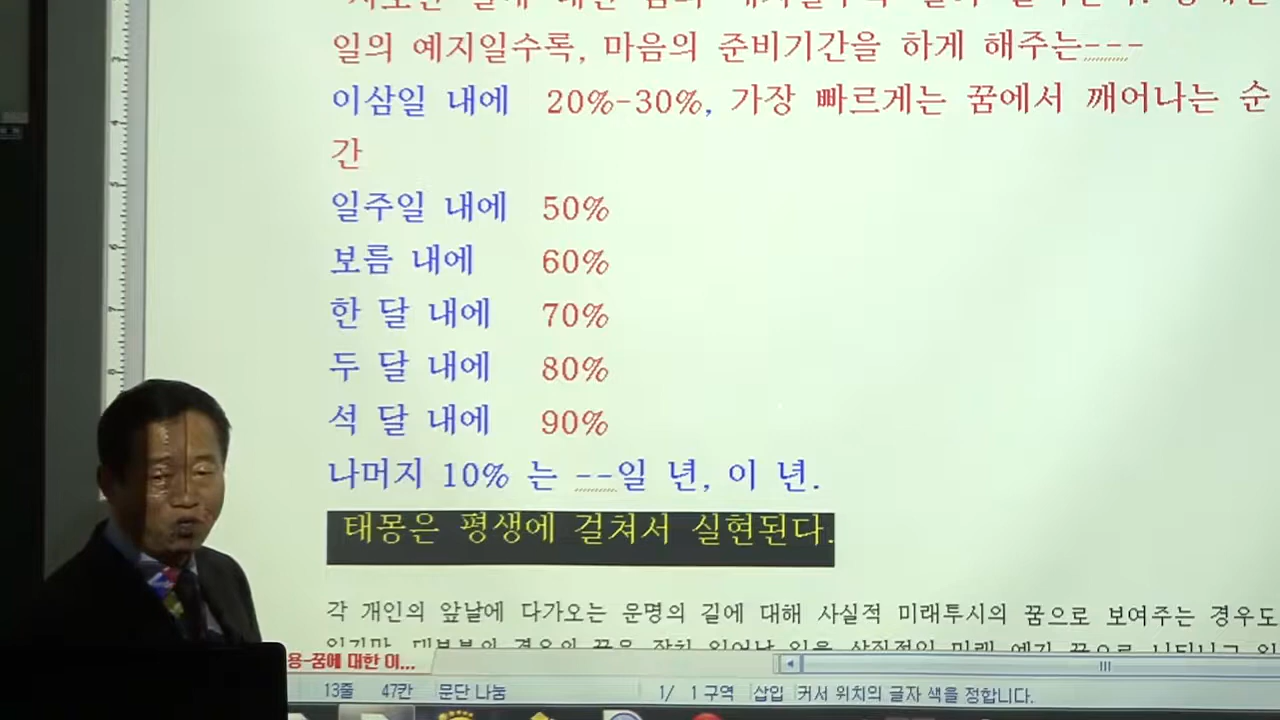 일의 예지일수록, 마음의 준비기간을 하게 해주는---
이삼일 내에 20%-30%, 가장 빠르게는 꿈에서 깨어나는 순
간
일주일 내에 50%
보름 내에 60%
한 달 내에 70%
두 달 내에 80%
석 달 내에 90%
나머지 10% 는 --일 년, 이 년.
태몽은 평생에 걸쳐서 실현된다.
각 개인의 앞날에 다가오는 운명의 길에 대해 사실적 미래투시의 꿈으로 보여주는 경우도
용-꿈에 대한 이...
13줄 47칸 문단 나눔 1/ 1 구역 삽입 커서 위치의 글자 색을 정합니다.